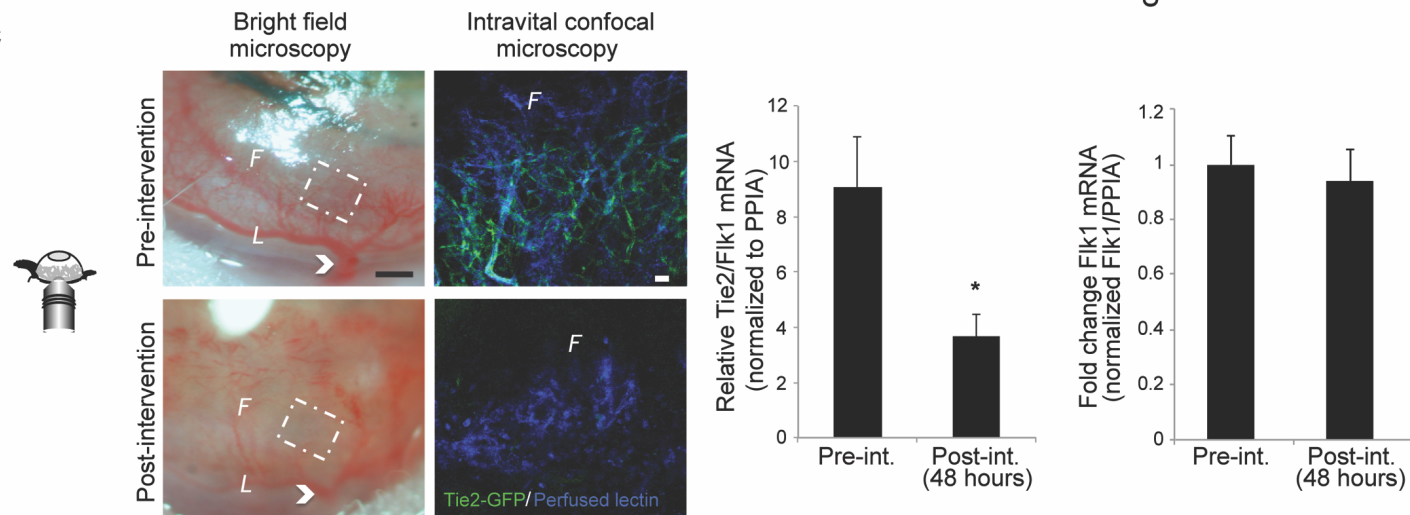 Bright field
microscopy
Intravital confocal
microscopy
Pre-intervention
F
L
F
Post-intervention
F
L
F
Tie2-GFP/Perfused lectin
Relative Tie2/Flk1 mRNA
(normalized to PPIA)
12
10
8
6
4
2
0
*
Pre-int.
Post-int.
(48 hours)
Fold change Flk1 mRNA
(normalized Flk1/PPIA)
1.2
1
0.8
0.6
0.4
0.2
0
Pre-int.
Post-int.
(48 hours)